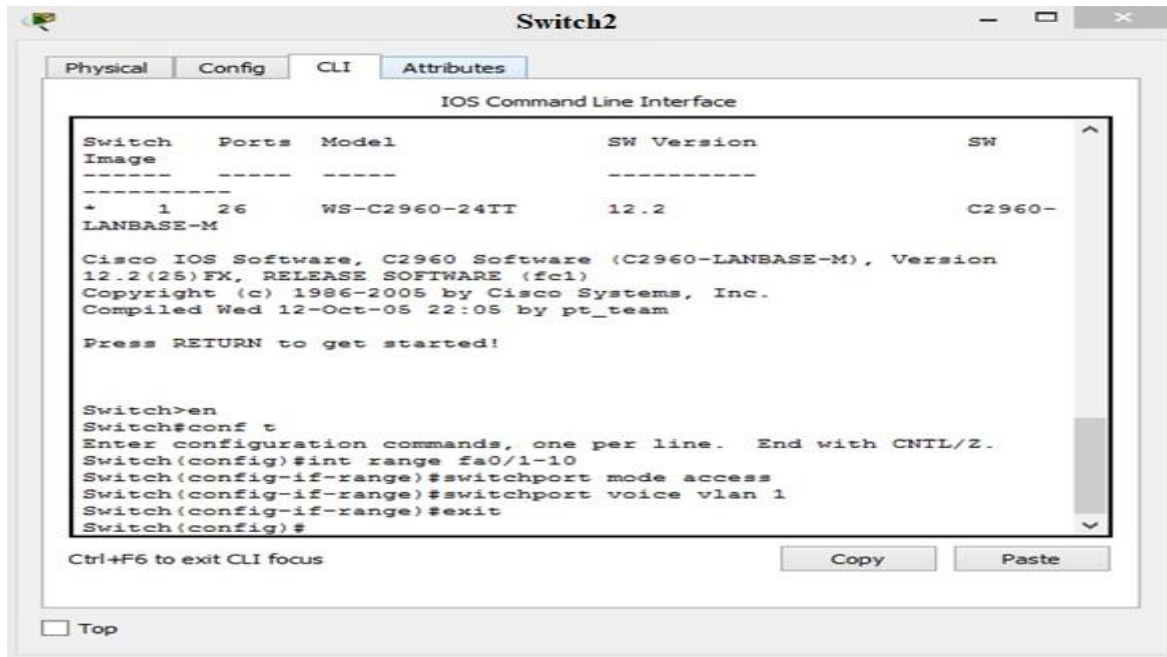 Switch2
Physical Config CLI Attributes
IOS Command Line Interface
Switch Ports Model SW Version SW
Image
------ ----- ----- ----------
----------
* 1 26 WS-C2960-24TT 12.2 C2960-
LANBASE-M
Cisco IOS Software, C2960 Software (C2960-LANBASE-M), Version
12.2(25)FX, RELEASE SOFTWARE (fc1)
Copyright (c) 1986-2005 by Cisco Systems, Inc.
Compiled Wed 12-Oct-05 22:05 by pt_team
Press RETURN to get started!
Switch>en
Switch#conf t
Enter configuration commands, one per line. End with CNTL/Z.
Switch(config)#int range fa0/1-10
Switch(config-if-range)#switchport mode access
Switch(config-if-range)#switchport voice vlan 1
Switch(config-if-range)#exit
Switch(config)#
Ctrl+F6 to exit CLI focus Copy Paste
Top